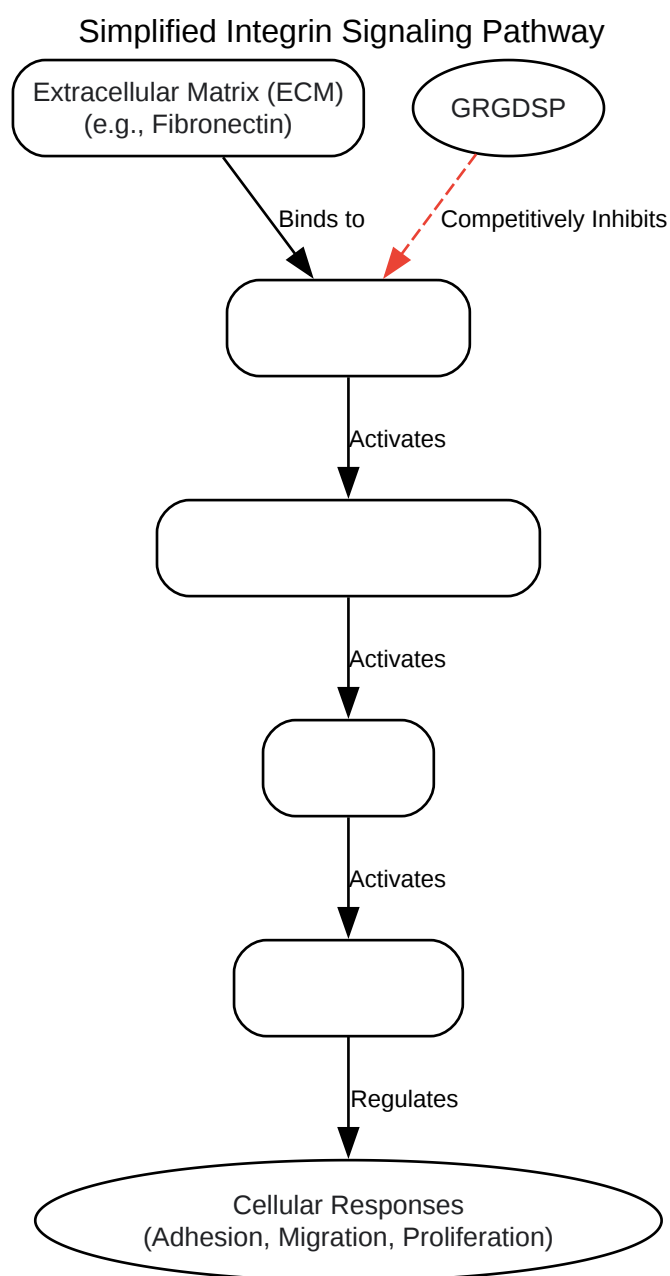 Simplified Integrin Signaling Pathway
Extracellular Matrix (ECM)
(e.g., Fibronectin)
GRGDSP
Binds to
Competitively Inhibits
Activates
Activates
Activates
Regulates
Cellular Responses
(Adhesion, Migration, Proliferation)